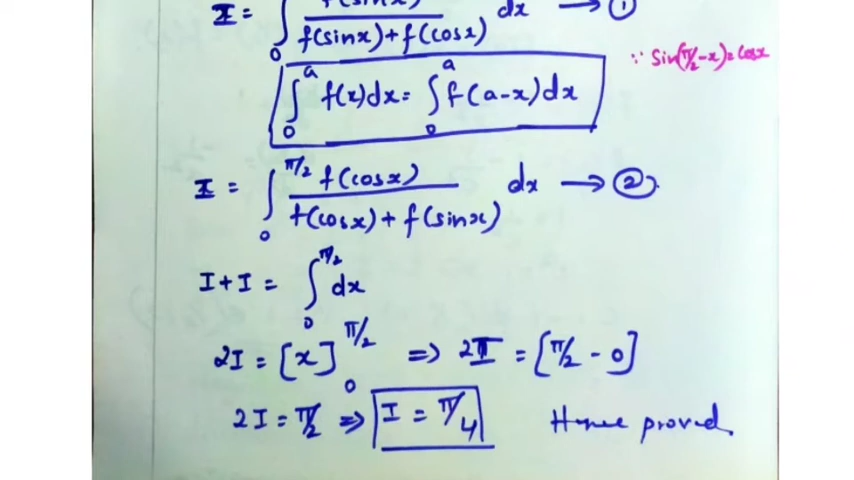 I = ∫₀ f(sinx) / f(sinx)+f(cosx) dx → ①
∵ Sin(π/2-x)=cosx
∫₀ᵃ f(x)dx = ∫₀ᵃ f(a-x)dx
I = ∫₀^π/2 f(cosx) / f(cosx)+f(sinx) dx → ②
I+I = ∫₀^π/2 dx
2I = [x]₀^π/2 ⇒ 2I = [π/2 - 0]
2I = π/2 ⇒ I = π/4 Hence proved.